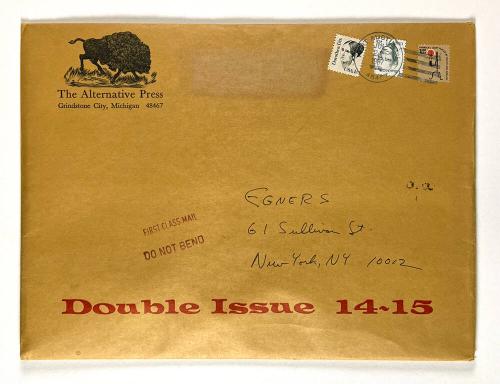 The Alternative Press
Grindstone City, Michigan 48467
FIRST CLASS MAIL
DO NOT BEND
EGNERS
61 Sullivan St.
New York, NY 10012
Double Issue 14~15